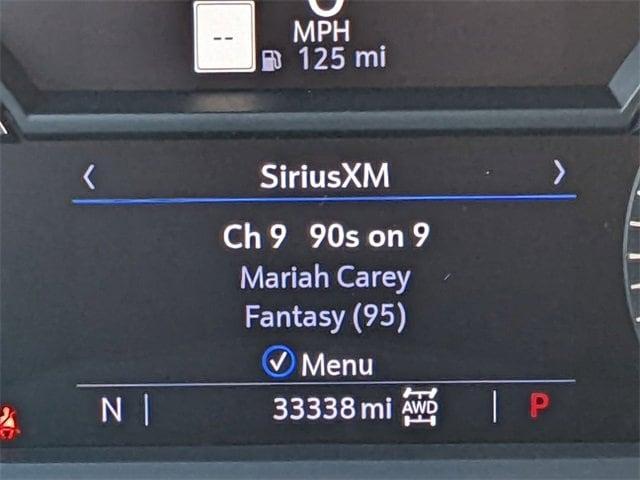 --
MPH
125 mi
< SiriusXM >
Ch 9 90s on 9
Mariah Carey
Fantasy (95)
Menu
N 33338 mi AWD P